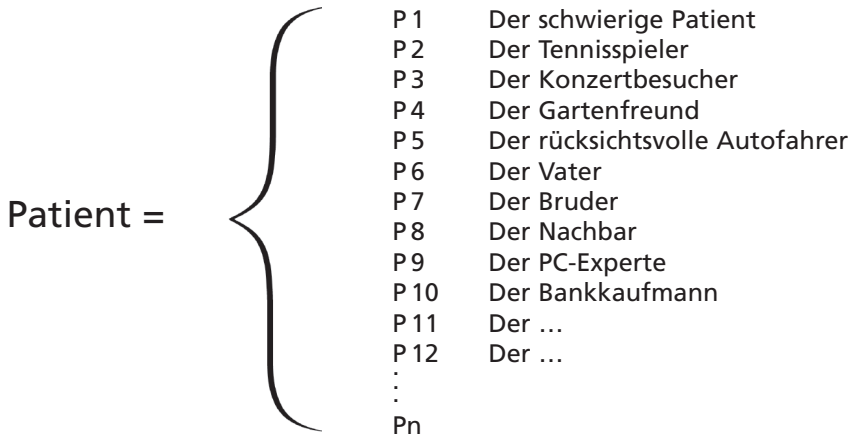 P 1 Der schwierige Patient
P 2 Der Tennisspieler
P 3 Der Konzertbesucher
P 4 Der Gartenfreund
P 5 Der rücksichtsvolle Autofahrer
P 6 Der Vater
Patient =
P 7 Der Bruder
P 8 Der Nachbar
P 9 Der PC-Experte
P 10 Der Bankkaufmann
P 11 Der …
P 12 Der …
.
.
.
Pn